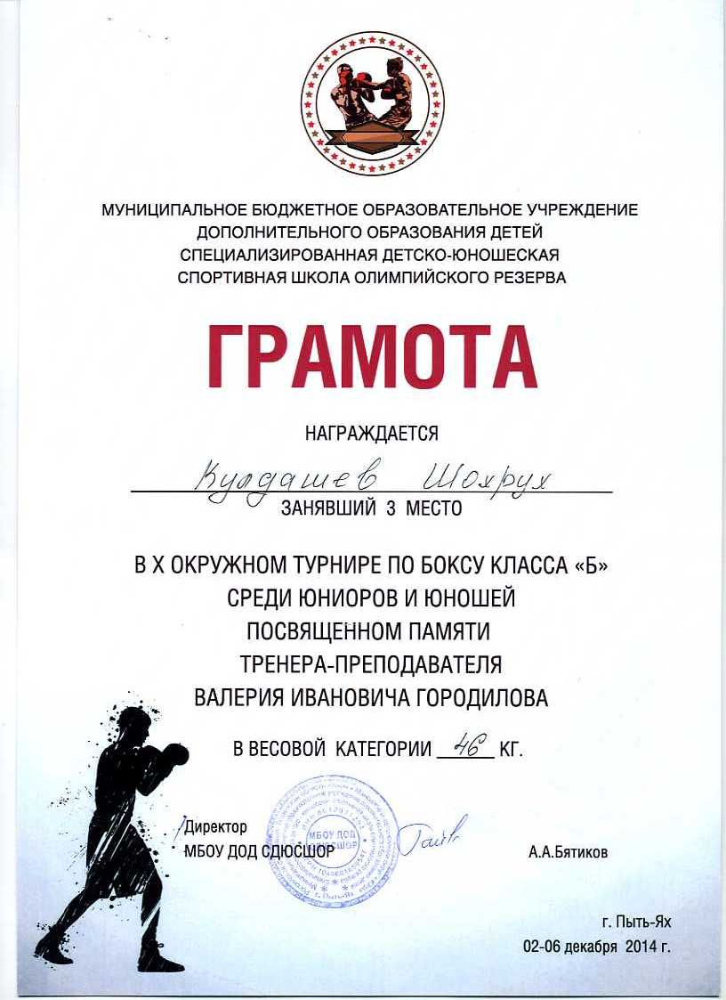 МУНИЦИПАЛЬНОЕ БЮДЖЕТНОЕ ОБРАЗОВАТЕЛЬНОЕ УЧРЕЖДЕНИЕ
ДОПОЛНИТЕЛЬНОГО ОБРАЗОВАНИЯ ДЕТЕЙ
СПЕЦИАЛИЗИРОВАННАЯ ДЕТСКО-ЮНОШЕСКАЯ
СПОРТИВНАЯ ШКОЛА ОЛИМПИЙСКОГО РЕЗЕРВА
ГРАМОТА
НАГРАЖДАЕТСЯ
Кулдашев Шохрух
ЗАНЯВШИЙ 3 МЕСТО
В X ОКРУЖНОМ ТУРНИРЕ ПО БОКСУ КЛАССА «Б»
СРЕДИ ЮНИОРОВ И ЮНОШЕЙ
ПОСВЯЩЕННОМ ПАМЯТИ
ТРЕНЕРА-ПРЕПОДАВАТЕЛЯ
ВАЛЕРИЯ ИВАНОВИЧА ГОРОДИЛОВА
В ВЕСОВОЙ КАТЕГОРИИ 46 КГ.
Директор
МБОУ ДОД СДЮСШОР
А.А.Бятиков
МБОУ ДОД
СДЮСШОР
г. Пыть-Ях
02-06 декабря 2014 г.